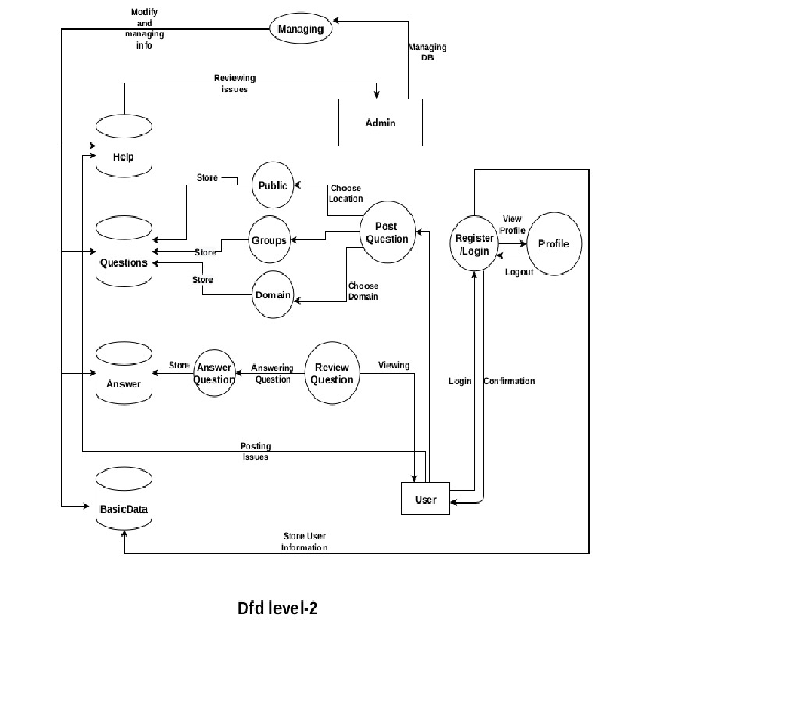 Modify
and
managing
info
Managing
Managing
DB
Reviewing
issues
Admin
Help
Store
Public
Choose
Location
Post
Question
Groups
Store
Questions
Store
Domain
Choose
Domain
Register
/Login
View
Profile
Profile
Logout
Answer
Store
Answer
Question
Answering
Question
Review
Question
Viewing
Login
Confirmation
Posting
issues
User
BasicData
Store User
Information
Dfd level-2